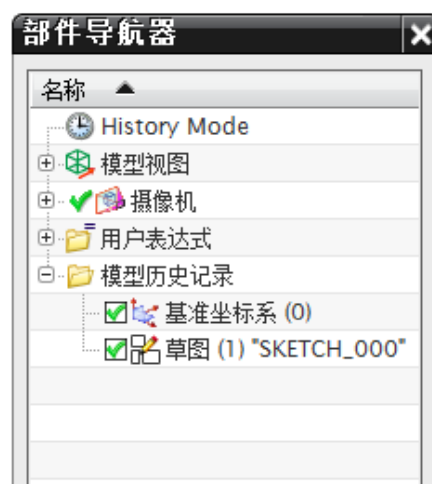 部件导航器
名称
History Mode
模型视图
摄像机
用户表达式
模型历史记录
基准坐标系 (0)
草图 (1) "SKETCH_000"